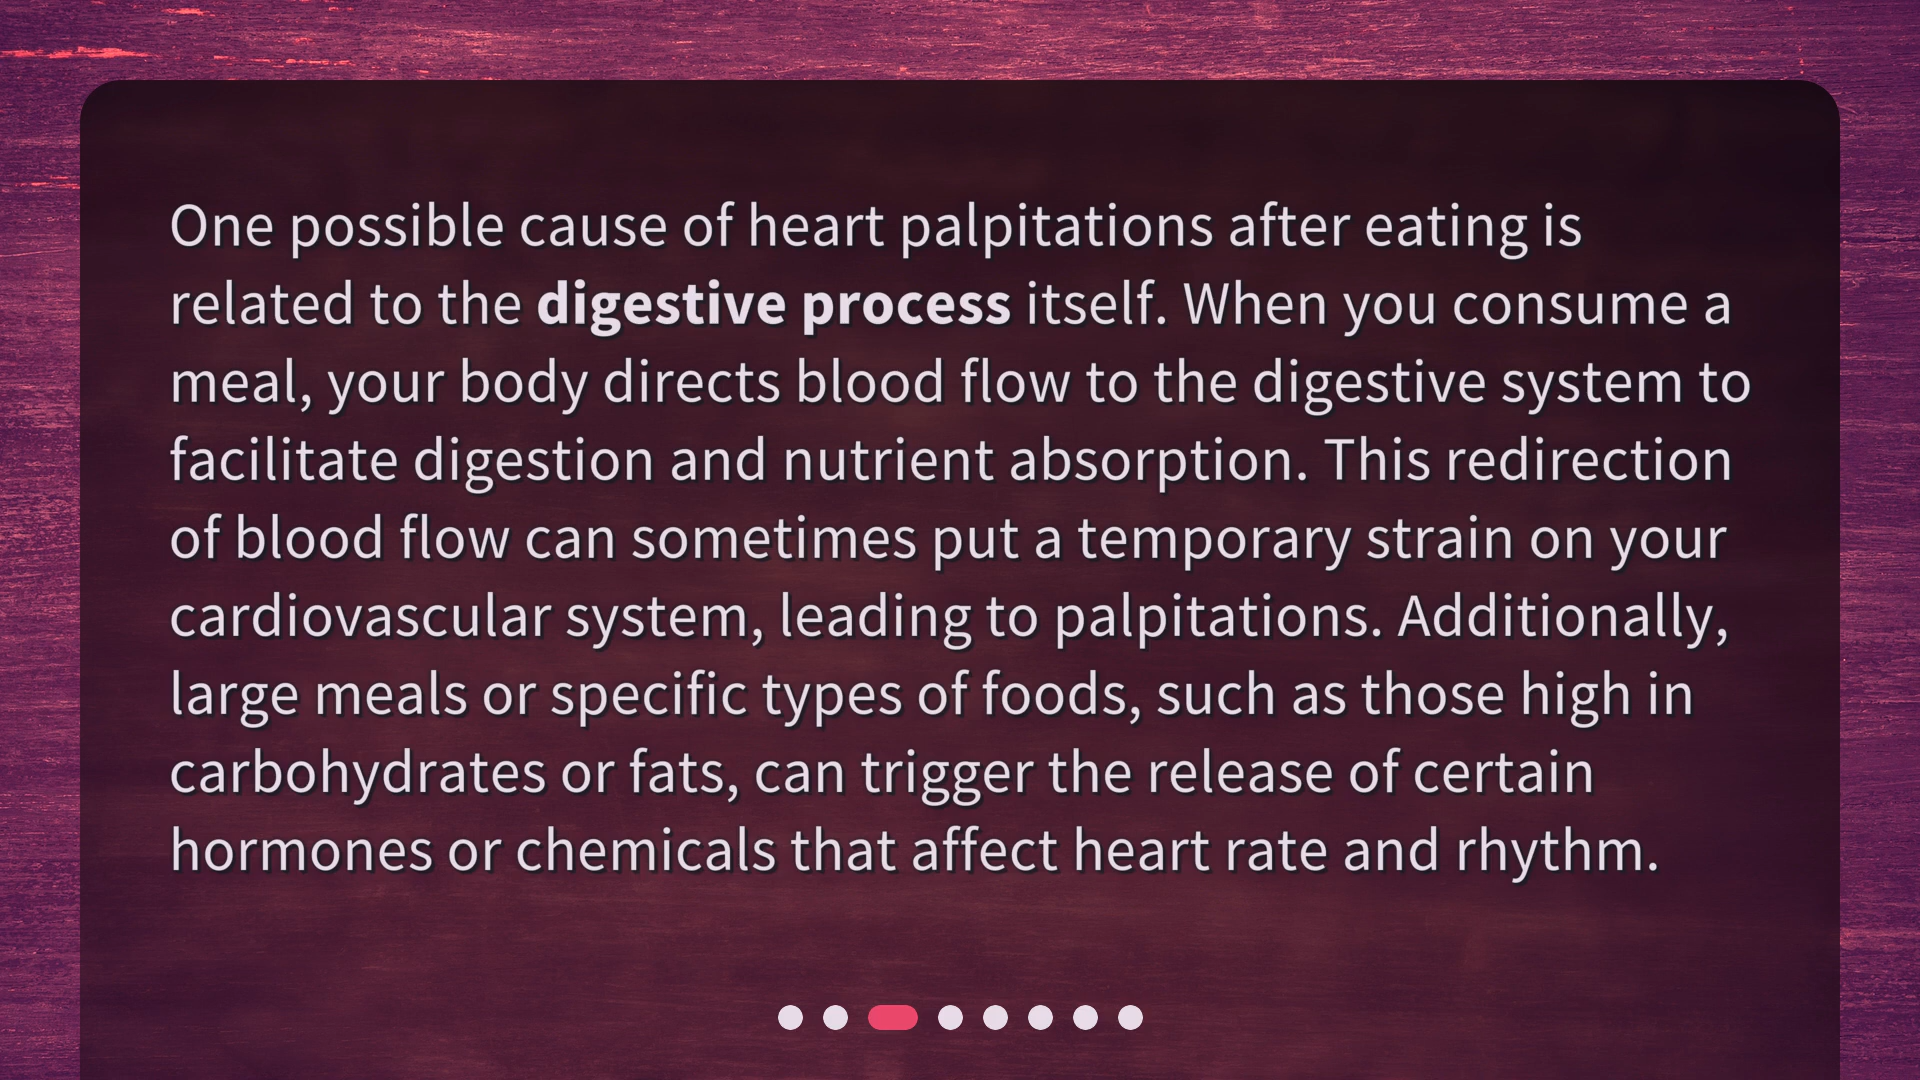 One possible cause of heart palpitations after eating is
related to the digestive process itself. When you consume a
meal, your body directs blood flow to the digestive system to
facilitate digestion and nutrient absorption. This redirection
of blood flow can sometimes put a temporary strain on your
cardiovascular system, leading to palpitations. Additionally,
large meals or specific types of foods, such as those high in
carbohydrates or fats, can trigger the release of certain
hormones or chemicals that affect heart rate and rhythm.